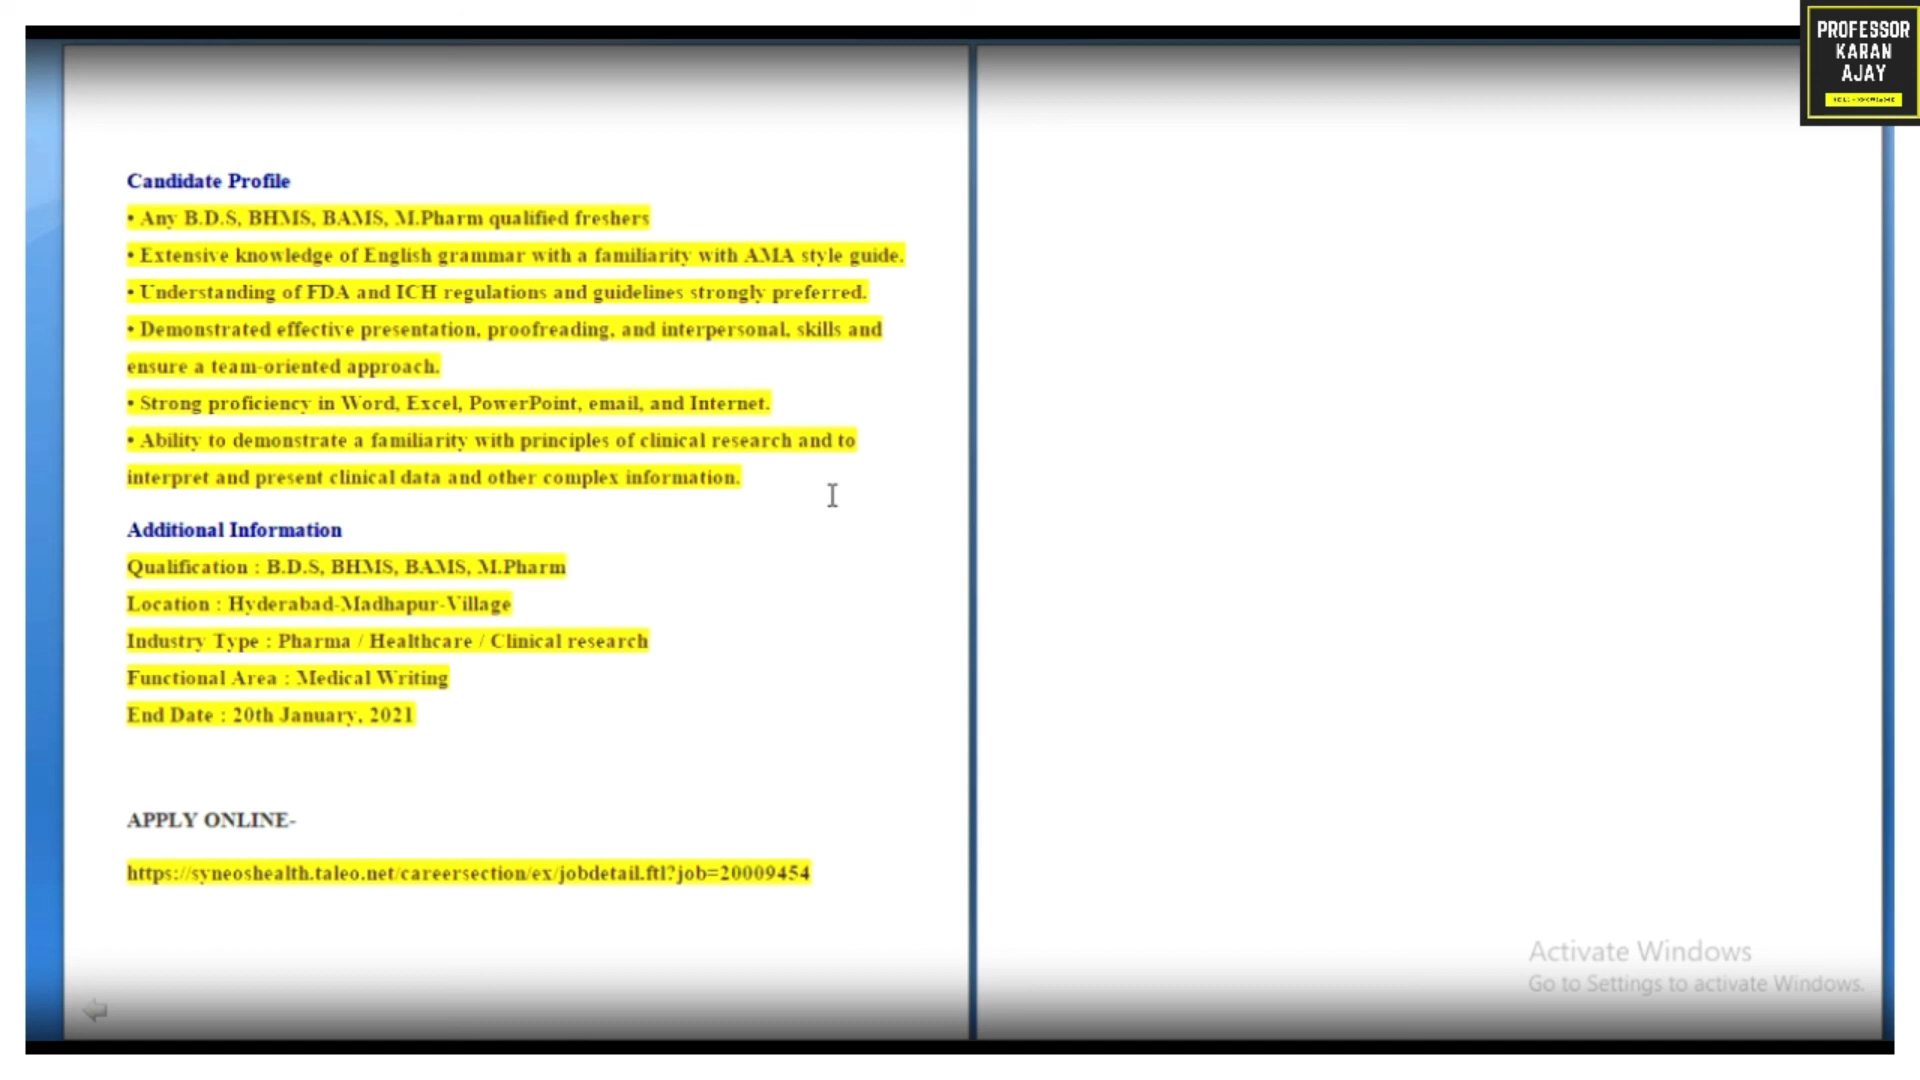 PROFESSOR
KARAN
AJAY
Candidate Profile
• Any B.D.S, BHMS, BAMS, M.Pharm qualified freshers
• Extensive knowledge of English grammar with a familiarity with AMA style guide.
• Understanding of FDA and ICH regulations and guidelines strongly preferred.
• Demonstrated effective presentation, proofreading, and interpersonal, skills and
ensure a team-oriented approach.
• Strong proficiency in Word, Excel, PowerPoint, email, and Internet.
• Ability to demonstrate a familiarity with principles of clinical research and to
interpret and present clinical data and other complex information.
Additional Information
Qualification : B.D.S, BHMS, BAMS, M.Pharm
Location : Hyderabad-Madhapur-Village
Industry Type : Pharma / Healthcare / Clinical research
Functional Area : Medical Writing
End Date : 20th January, 2021
APPLY ONLINE-
https://syneoshealth.taleo.net/careersection/ex/jobdetail.ftl?job=20009454
Activate Windows
Go to Settings to activate Windows.